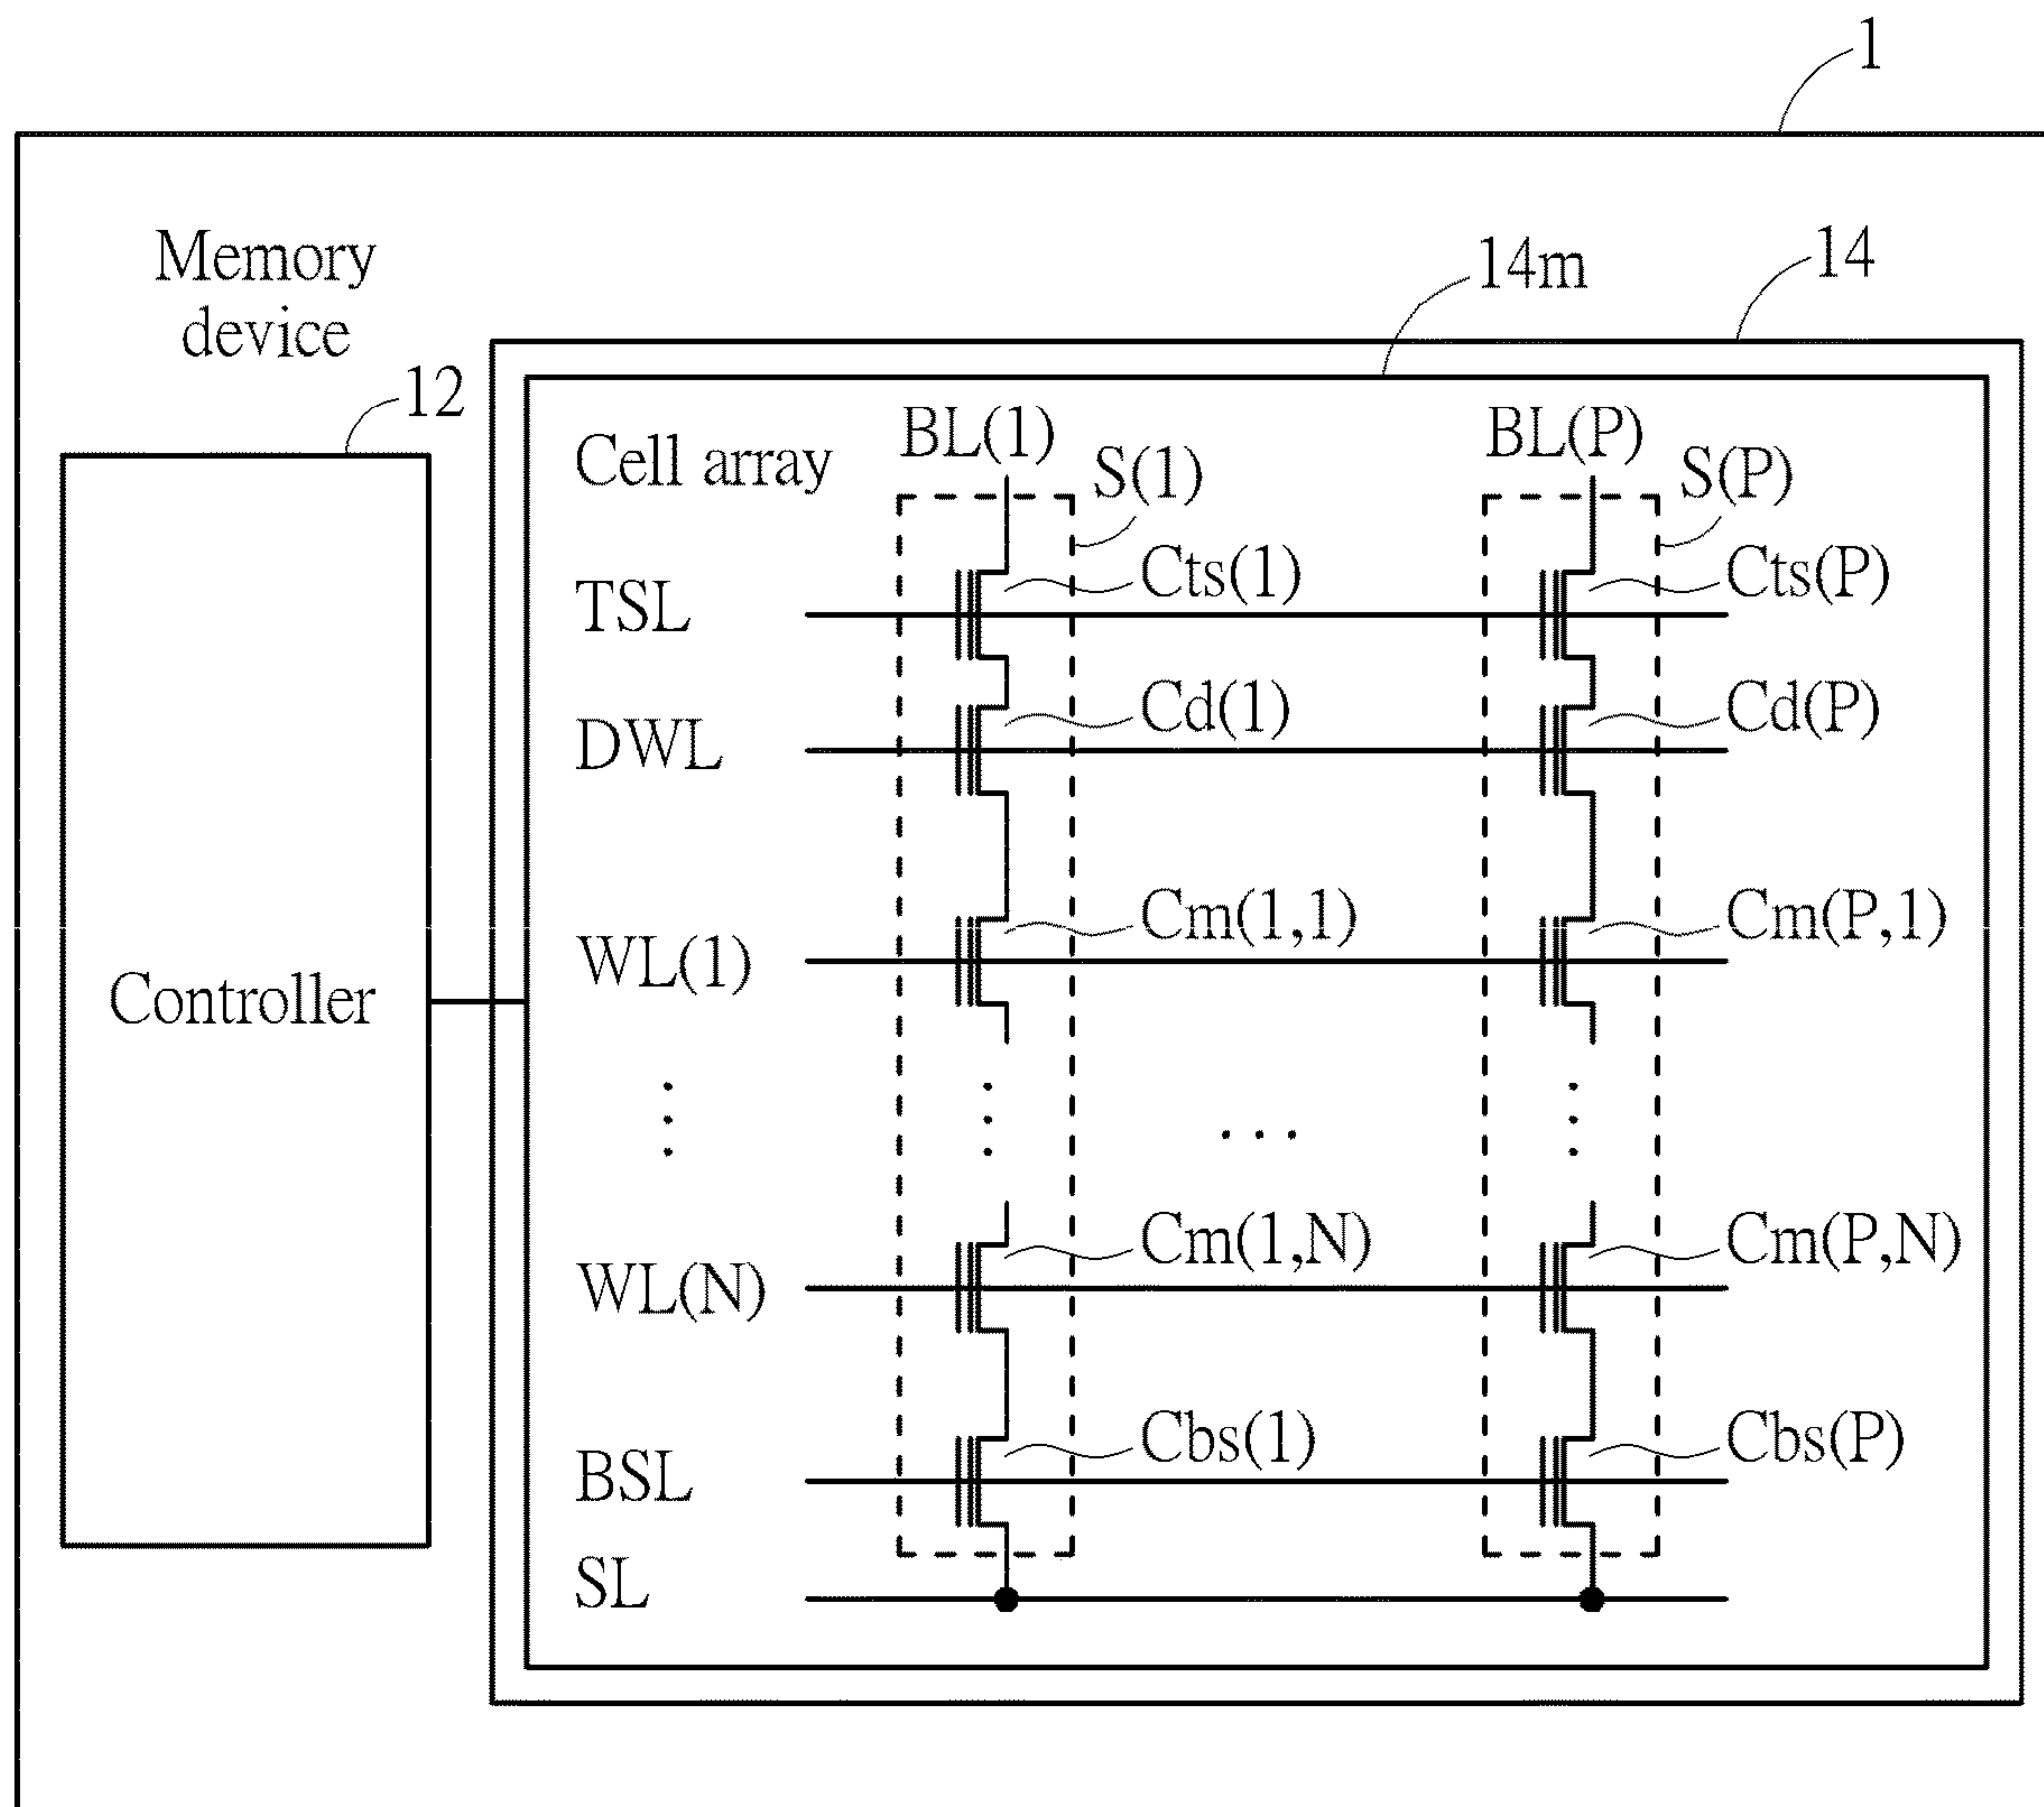 1
Memory
device
14m
14
12
Cell array
BL(1)
BL(P)
S(1)
S(P)
TSL
Cts(1)
Cts(P)
DWL
Cd(1)
Cd(P)
WL(1)
Cm(1,1)
Cm(P,1)
Controller
WL(N)
Cm(1,N)
Cm(P,N)
BSL
Cbs(1)
Cbs(P)
SL